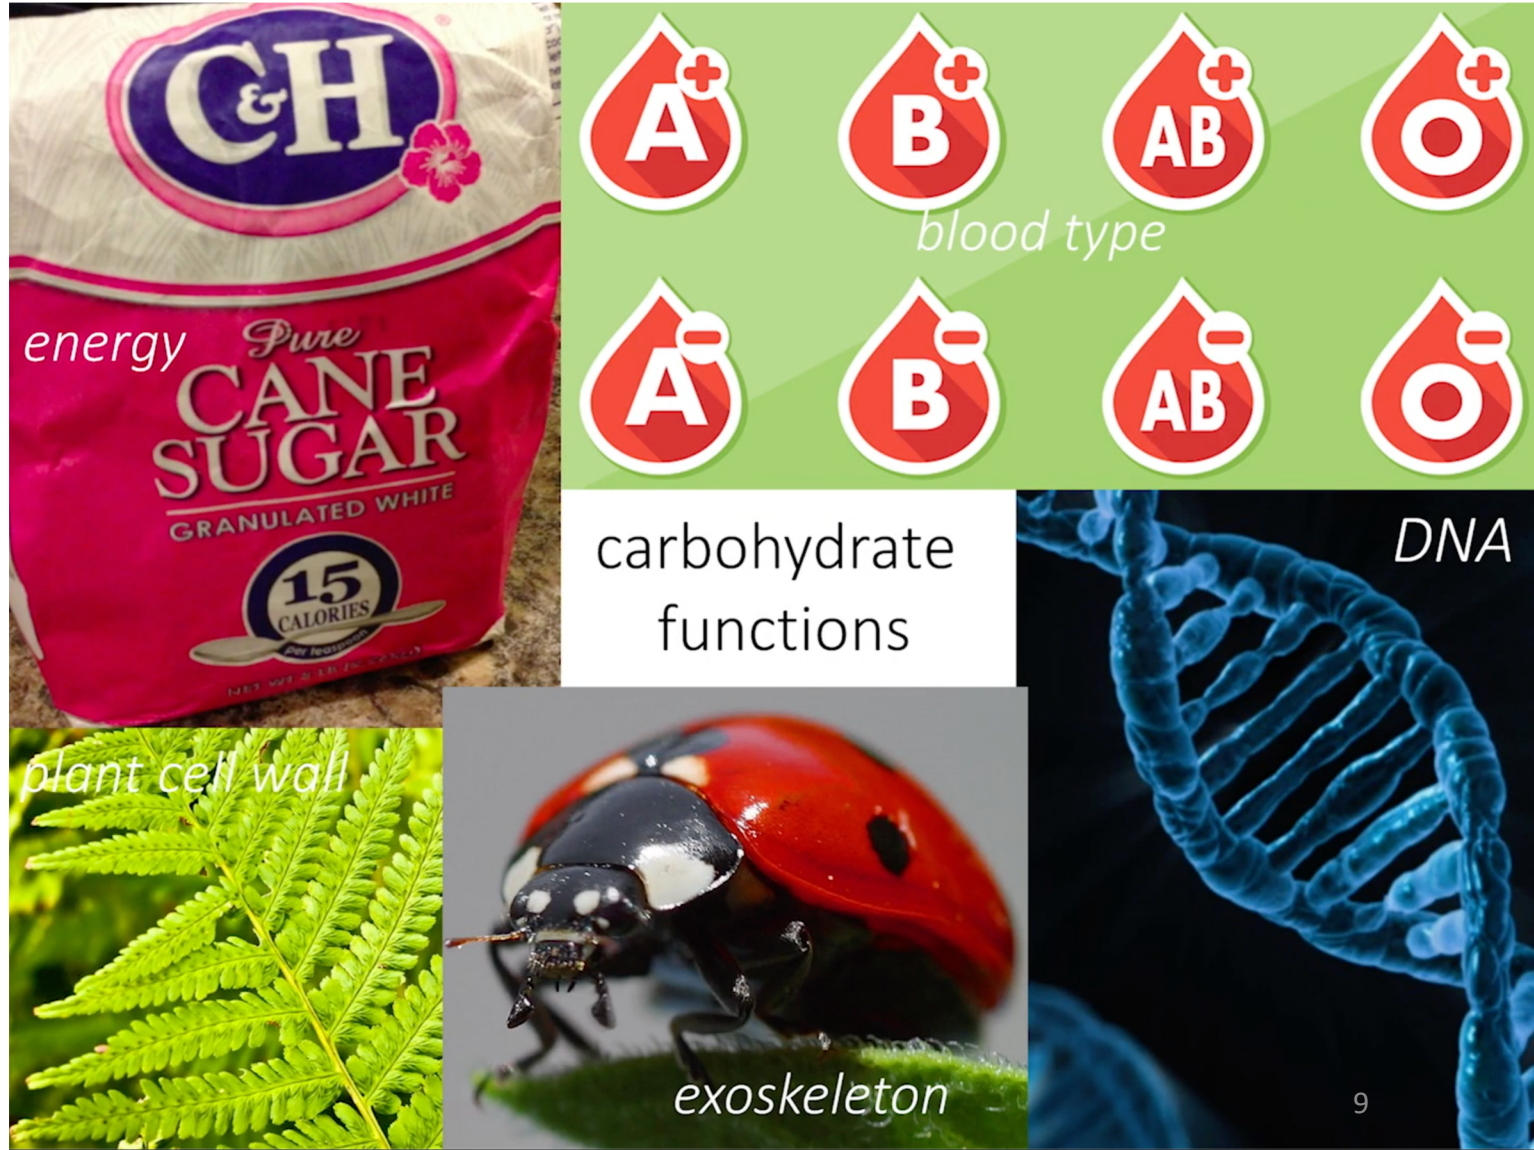 C&H
®
energy
Pure
CANE
SUGAR
GRANULATED WHITE
15
CALORIES
per teaspoon
A+
B+
AB+
O+
blood type
A-
B-
AB-
O-
carbohydrate
functions
DNA
plant cell wall
exoskeleton
9